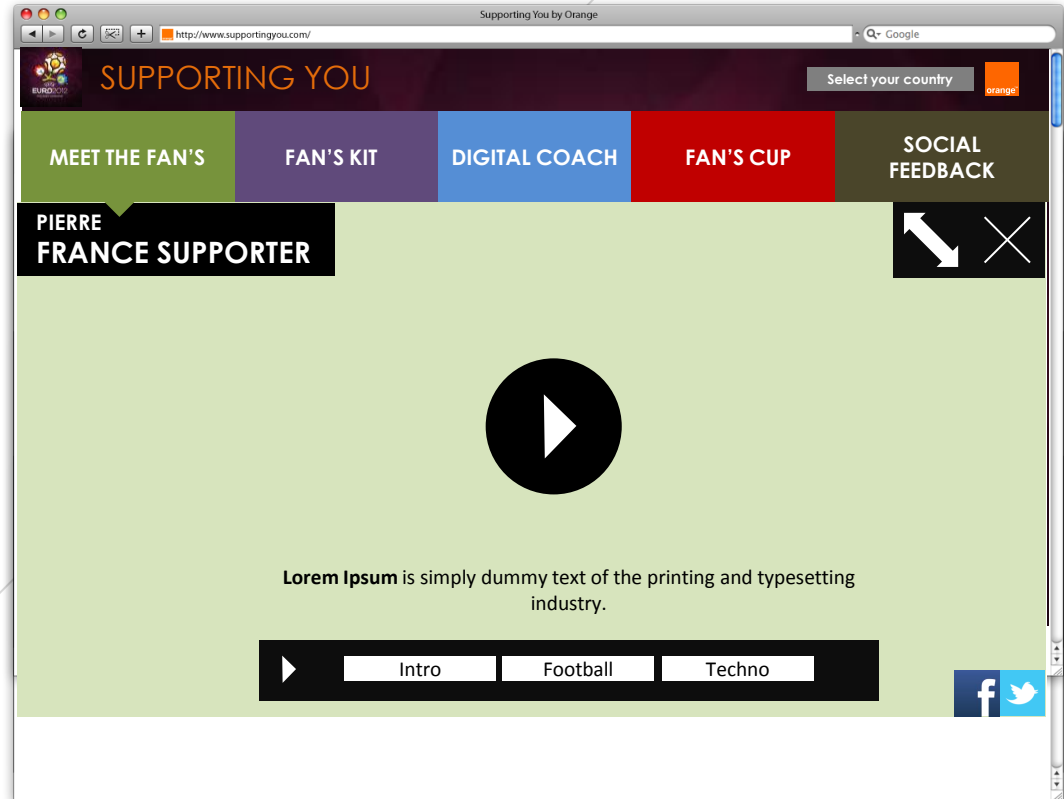 Supporting You by Orange
http://www.supportingyou.com/
Google
EURO2012
SUPPORTING YOU
Select your country
orange
MEET THE FAN’S
FAN’S KIT
DIGITAL COACH
FAN’S CUP
SOCIAL
FEEDBACK
PIERRE
FRANCE SUPPORTER
Lorem Ipsum is simply dummy text of the printing and typesetting
industry.
Intro
Football
Techno